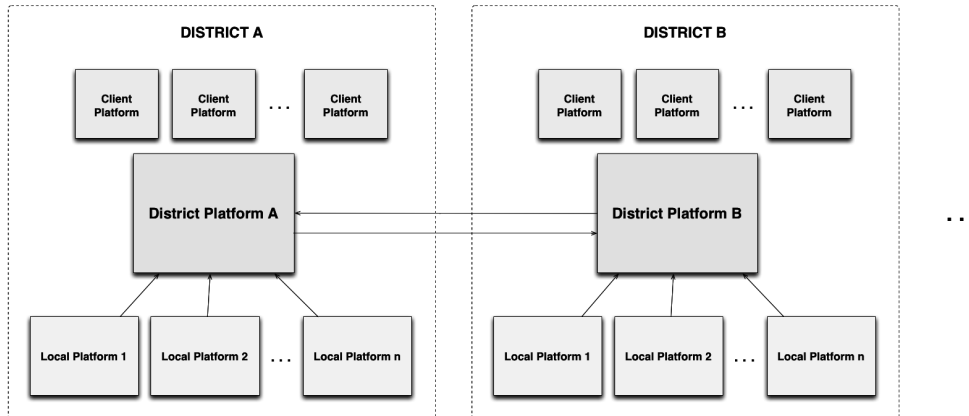 DISTRICT A
DISTRICT B
Client
Platform
Client
Platform
...
Client
Platform
Client
Platform
Client
Platform
...
Client
Platform
District Platform A
District Platform B
..
Local Platform 1
Local Platform 2
...
Local Platform n
Local Platform 1
Local Platform 2
...
Local Platform n